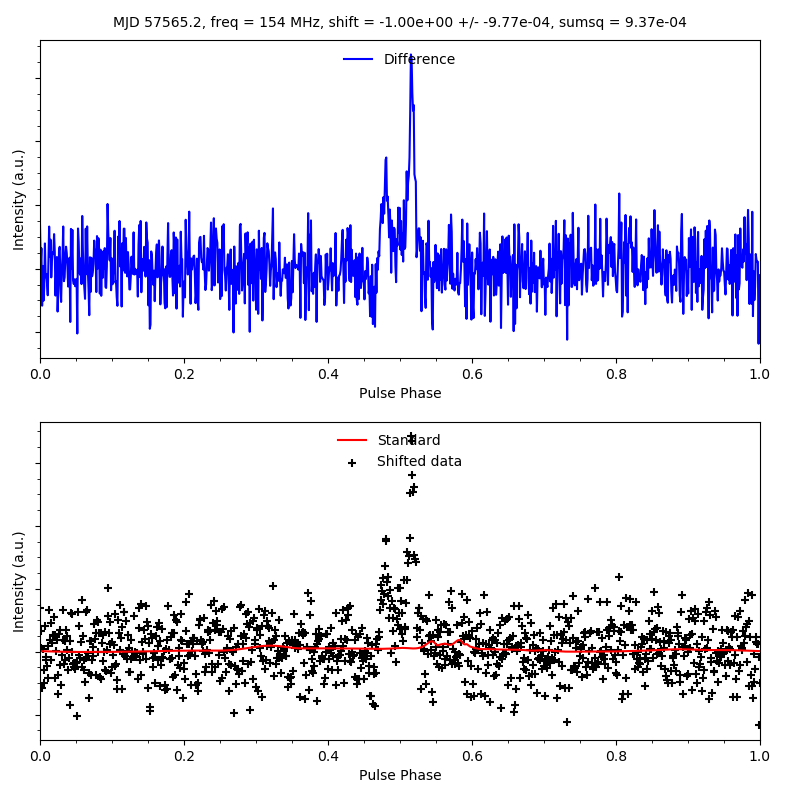 MJD 57565.2, freq = 154 MHz, shift = -1.00e+00 +/- -9.77e-04, sumsq = 9.37e-04
Difference
Intensity (a.u.)
0.0 0.2 0.4 0.6 0.8 1.0
Pulse Phase
Standard
Shifted data
Intensity (a.u.)
0.0 0.2 0.4 0.6 0.8 1.0
Pulse Phase